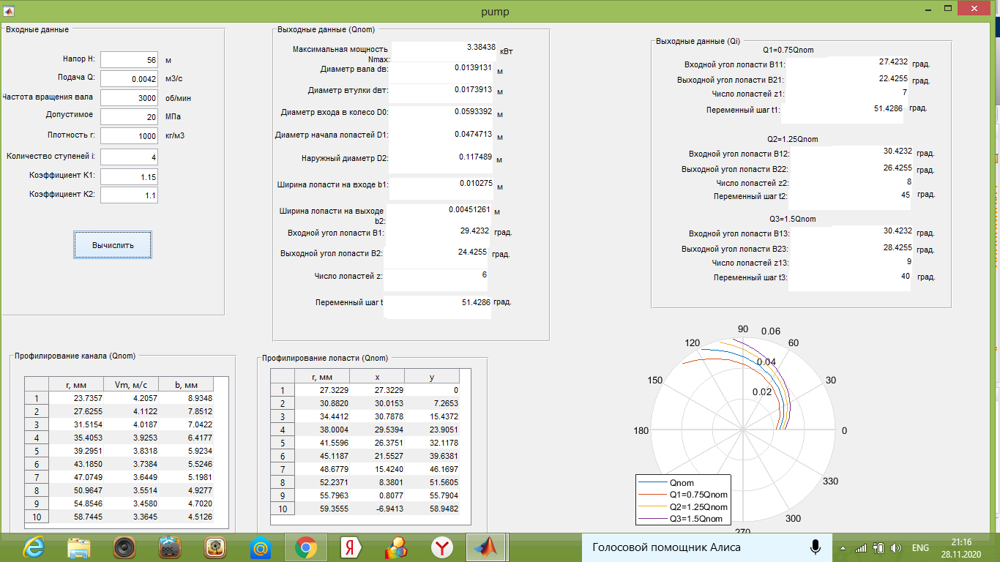 pump
Входные данные
Напор H: 56 м
Подача Q: 0.0042 м3/с
Частота вращения вала 3000 об/мин
Допустимое 20 МПа
Плотность r: 1000 кг/м3
Количество ступеней i: 4
Коэффициент K1: 1.15
Коэффициент K2: 1.1
Вычислить
Выходные данные (Qnom)
Максимальная мощность 3.38438 кВт
Nmax:
Диаметр вала dв: 0.0139131 м
Диаметр втулки dвт: 0.0173913 м
Диаметр входа в колесо D0: 0.0593392 м
Диаметр начала лопастей D1: 0.0474713 м
Наружный диаметр D2: 0.117489 м
Ширина лопасти на входе b1: 0.010275 м
Ширина лопасти на выходе 0.00451261 м
b2:
Входной угол лопасти B1: 29.4232 град.
Выходной угол лопасти B2: 24.4255 град.
Число лопастей z: 6
Переменный шаг t 51.4286 град.
Выходные данные (Qi)
Q1=0.75Qnom
Входной угол лопасти B11: 27.4232 град.
Выходной угол лопасти B21: 22.4255 град.
Число лопастей z1: 7
Переменный шаг t1: 51.4286 град.
Q2=1.25Qnom
Входной угол лопасти B12: 30.4232 град.
Выходной угол лопасти B22: 26.4255 град.
Число лопастей z2: 8
Переменный шаг t2: 45 град.
Q3=1.5Qnom
Входной угол лопасти B13: 30.4232 град.
Выходной угол лопасти B23: 28.4255 град.
Число лопастей z13: 9
Переменный шаг t3: 40 град.
Профилирование канала (Qnom)
r, мм Vm, м/с b, мм
1 23.7357 4.2057 8.9348
2 27.6255 4.1122 7.8512
3 31.5154 4.0187 7.0422
4 35.4053 3.9253 6.4177
5 39.2951 3.8318 5.9234
6 43.1850 3.7384 5.5246
7 47.0749 3.6449 5.1981
8 50.9647 3.5514 4.9277
9 54.8546 3.4580 4.7020
10 58.7445 3.3645 4.5126
Профилирование лопасти (Qnom)
r, мм x y
1 27.3229 27.3229 0
2 30.8820 30.0153 7.2653
3 34.4412 30.7878 15.4372
4 38.0004 29.5394 23.9051
5 41.5596 26.3751 32.1178
6 45.1187 21.5527 39.6381
7 48.6779 15.4240 46.1697
8 52.2371 8.3801 51.5605
9 55.7963 0.8077 55.7904
10 59.3555 -6.9413 58.9482
90 0.06
120 60
0.04
150 30
0.02
180 0
330
300
270
Qnom
Q1=0.75Qnom
Q2=1.25Qnom
Q3=1.5Qnom
DOC
Я
Голосовой помощник Алиса
ENG
21:16
28.11.2020